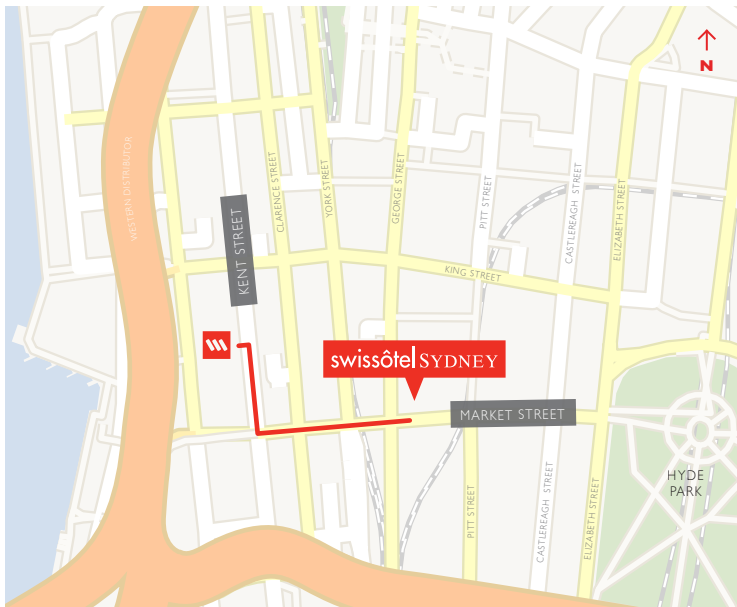 N
WESTERN DISTRIBUTOR
KENT STREET
CLARENCE STREET
YORK STREET
GEORGE STREET
PITT STREET
CASTLEREAGH STREET
ELIZABETH STREET
KING STREET
swissôtel SYDNEY
MARKET STREET
HYDE
PARK
PITT STREET
CASTLEREAGH STREET
ELIZABETH STREET